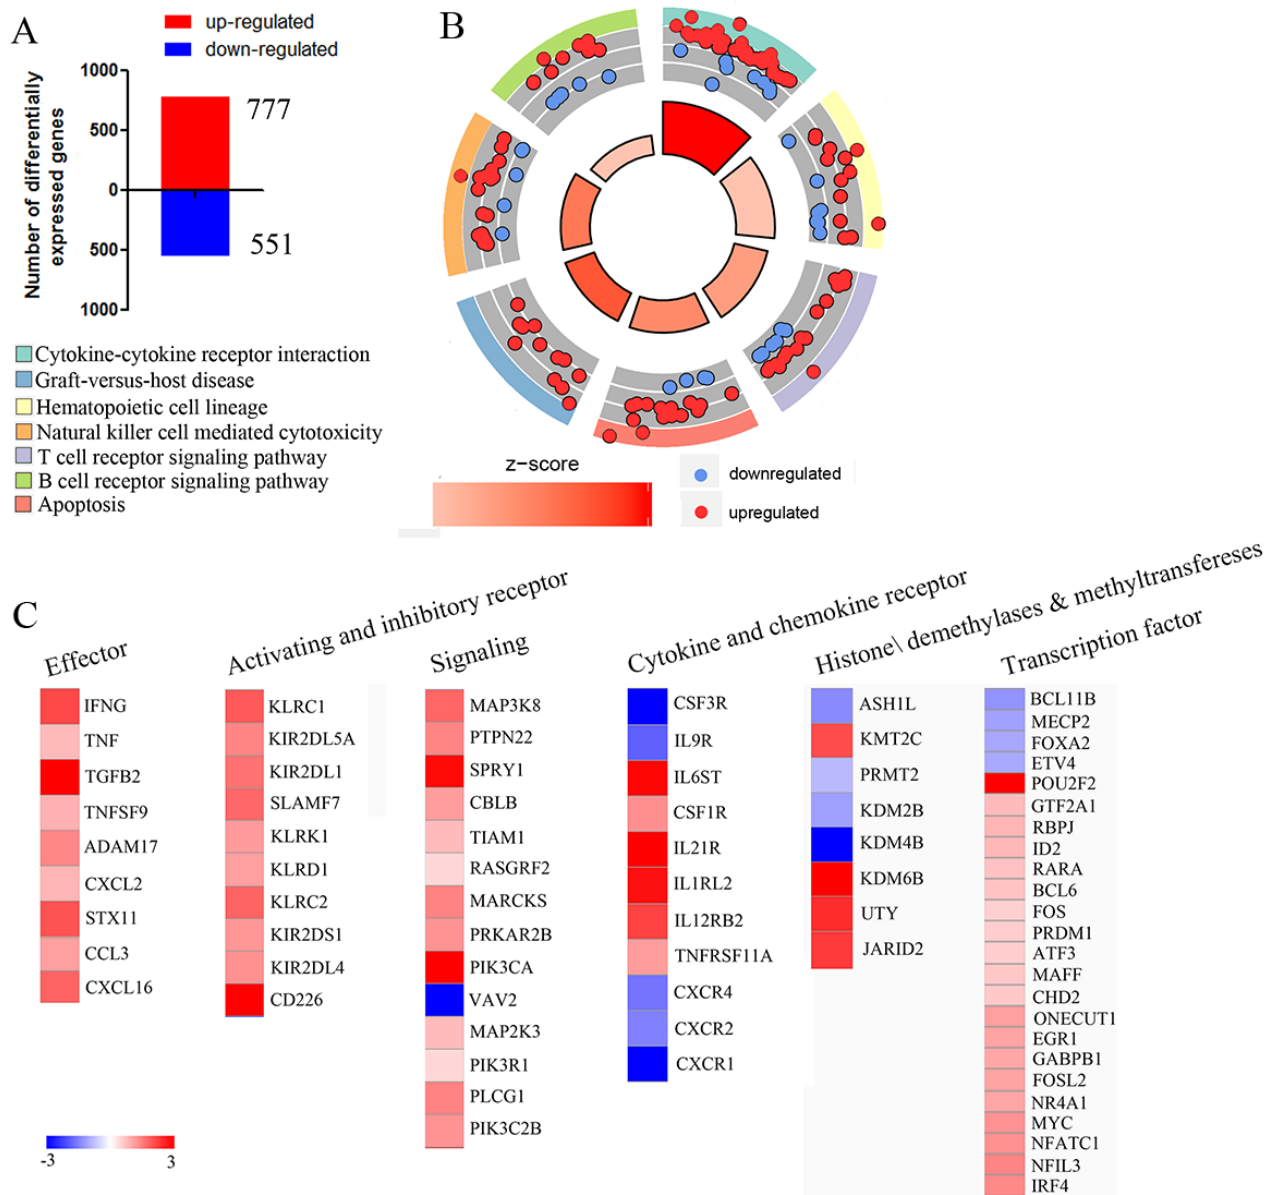 A
up-regulated
down-regulated
Number of differentially
expressed genes
1000
500
0
500
1000
777
551
Cytokine-cytokine receptor interaction
Graft-versus-host disease
Hematopoietic cell lineage
Natural killer cell mediated cytotoxicity
T cell receptor signaling pathway
B cell receptor signaling pathway
Apoptosis
B
z-score
downregulated
upregulated
C
Effector
IFNG
TNF
TGFB2
TNFSF9
ADAM17
CXCL2
STX11
CCL3
CXCL16
Activating and inhibitory receptor
KLRC1
KIR2DL5A
KIR2DL1
SLAMF7
KLRK1
KLRD1
KLRC2
KIR2DS1
KIR2DL4
CD226
Signaling
MAP3K8
PTPN22
SPRY1
CBLB
TIAM1
RASGRF2
MARCKS
PRKAR2B
PIK3CA
VAV2
MAP2K3
PIK3R1
PLCG1
PIK3C2B
Cytokine and chemokine receptor
CSF3R
IL9R
IL6ST
CSF1R
IL21R
IL1RL2
IL12RB2
TNFRSF11A
CXCR4
CXCR2
CXCR1
Histone\ demethylases & methyltransfereses
ASH1L
KMT2C
PRMT2
KDM2B
KDM4B
KDM6B
UTY
JARID2
Transcription factor
BCL11B
MECP2
FOXA2
ETV4
POU2F2
GTF2A1
RBPJ
ID2
RARA
BCL6
FOS
PRDM1
ATF3
MAFF
CHD2
ONECUT1
EGR1
GABPB1
FOSL2
NR4A1
MYC
NFATC1
NFIL3
IRF4
-3
3